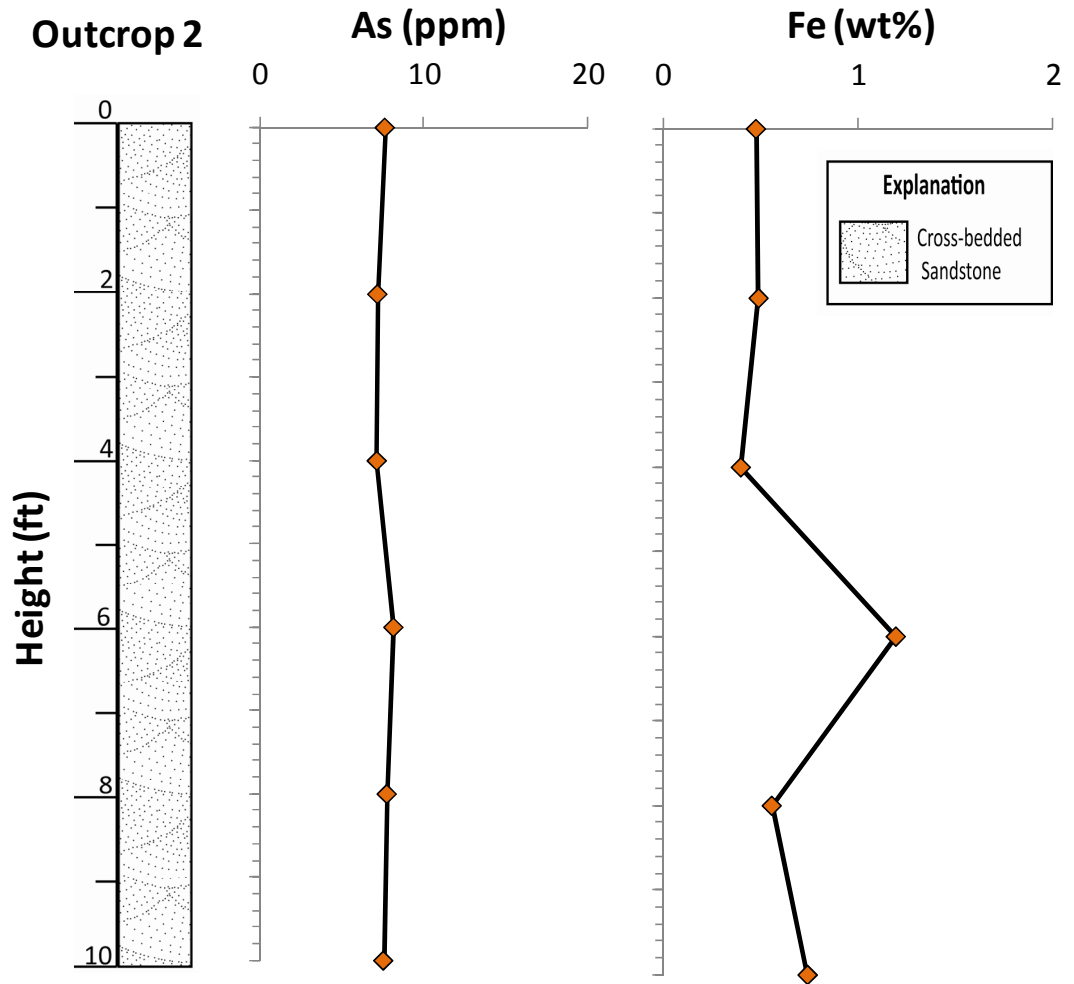 Outcrop 2
As (ppm)
Fe (wt%)
0 10 20
0 1 2
0
2
4
6
8
10
Height (ft)
Explanation
Cross-bedded
Sandstone